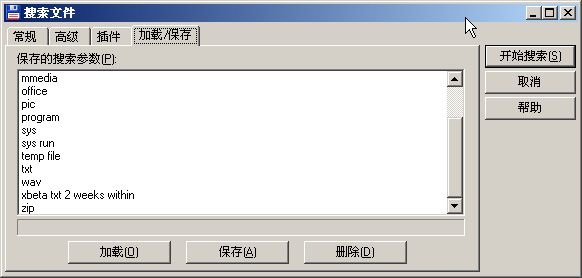 搜索文件
常规 高级 插件 加载/保存
保存的搜索参数(P):
mmedia
office
pic
program
sys
sys run
temp file
txt
wav
xbeta txt 2 weeks within
zip
加载(O) 保存(A) 删除(D)
开始搜索(S)
取消
帮助